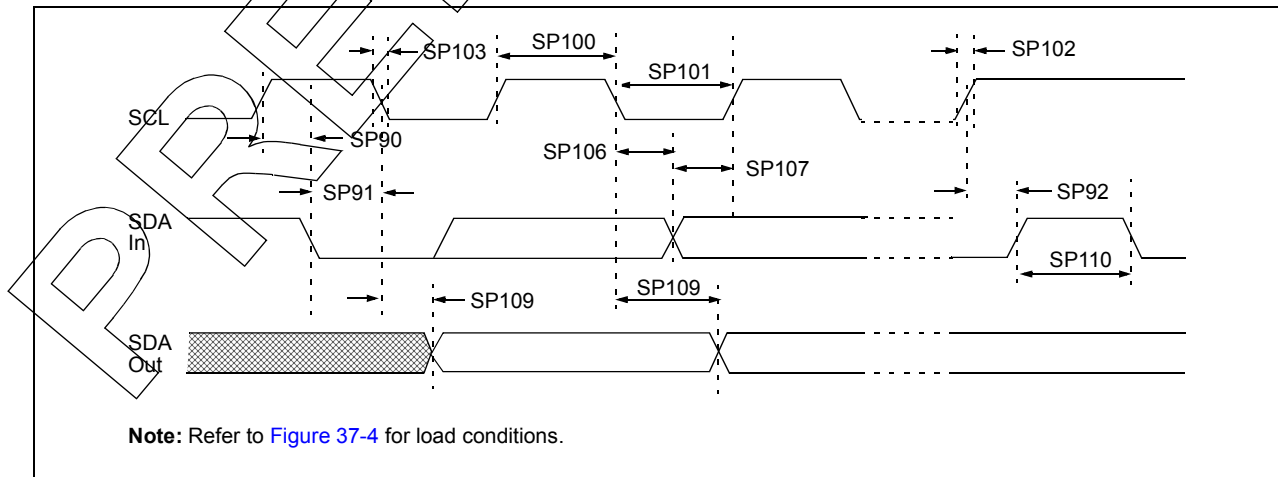 SP103
SP100
SP102
SP101
SCL
SP90
SP106
SP107
SP91
SP92
SDA
In
SP110
SP109
SP109
SDA
Out
Note: Refer to Figure 37-4 for load conditions.